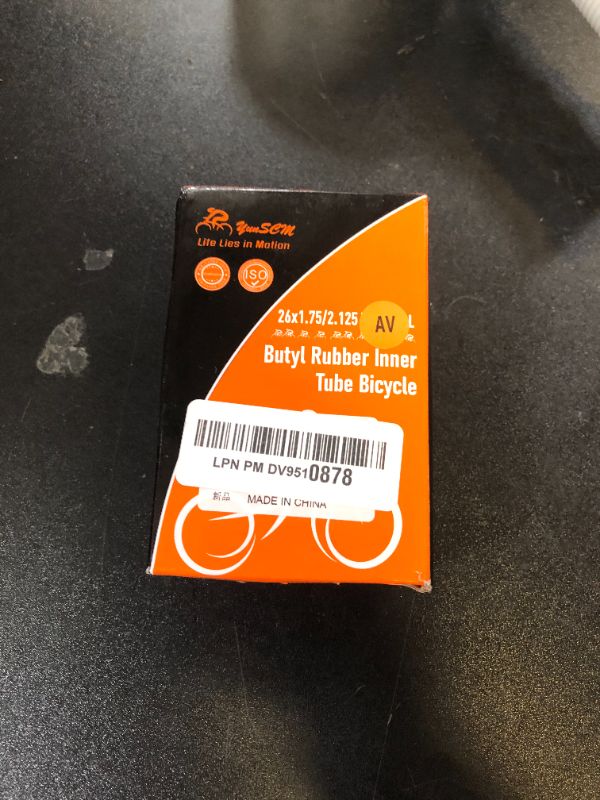 YunSCM
Life Lies in Motion
ISO
26x1.75/2.125
AV
L
Butyl Rubber Inner
Tube Bicycle
LPN PM DV9510878
新品 MADE IN CHINA